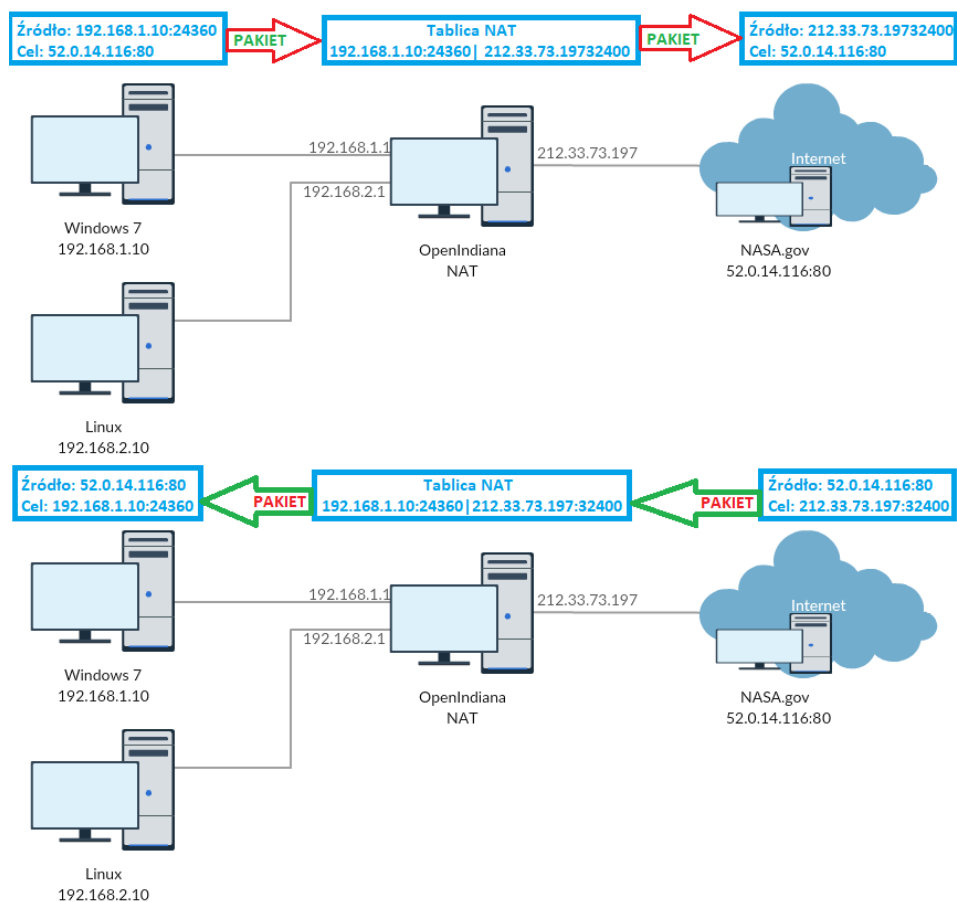 Źródło: 192.168.1.10:24360
Cel: 52.0.14.116:80
PAKIET
Tablica NAT
192.168.1.10:24360| 212.33.73.19732400
PAKIET
Źródło: 212.33.73.19732400
Cel: 52.0.14.116:80
192.168.1.1
212.33.73.197
Internet
192.168.2.1
Windows 7
192.168.1.10
OpenIndiana
NAT
NASA.gov
52.0.14.116:80
Linux
192.168.2.10
Źródło: 52.0.14.116:80
Cel: 192.168.1.10:24360
PAKIET
Tablica NAT
192.168.1.10:24360|212.33.73.197:32400
PAKIET
Źródło: 52.0.14.116:80
Cel: 212.33.73.197:32400
192.168.1.1
212.33.73.197
Internet
192.168.2.1
Windows 7
192.168.1.10
OpenIndiana
NAT
NASA.gov
52.0.14.116:80
Linux
192.168.2.10